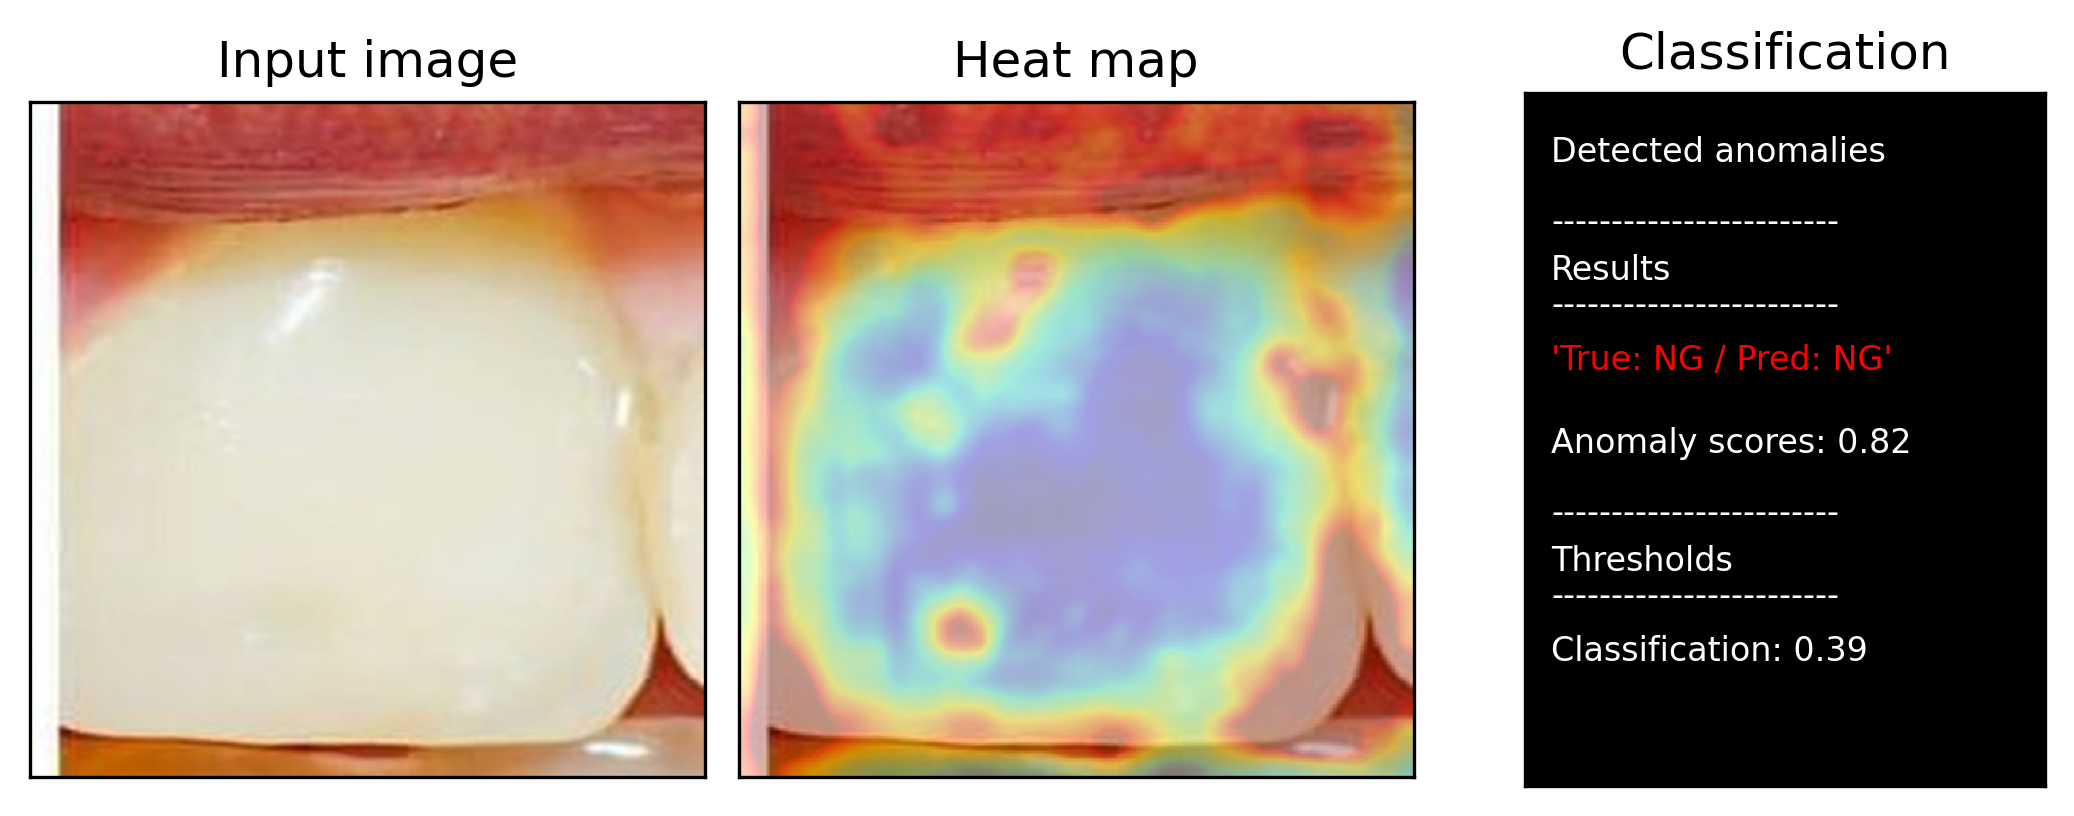 Input image
Heat map
Classification
Detected anomalies
------------------------
Results
------------------------
'True: NG / Pred: NG'
Anomaly scores: 0.82
------------------------
Thresholds
------------------------
Classification: 0.39